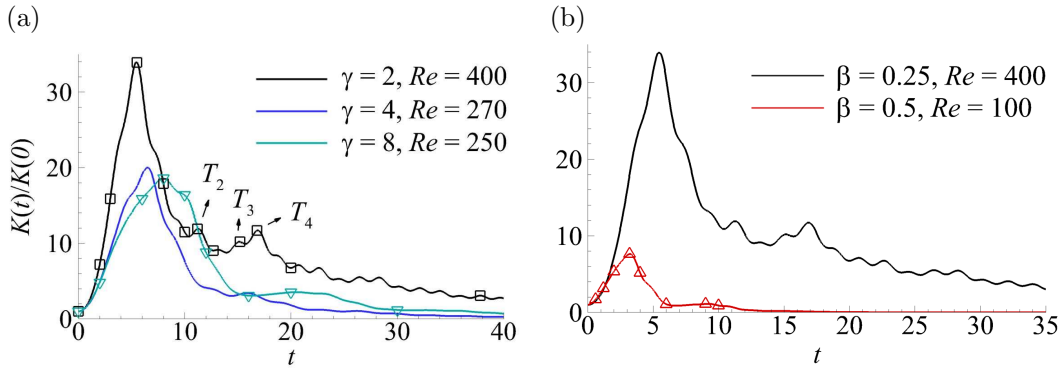 (a)
K(t)/K(0)
30
20
10
0
γ = 2, Re = 400
γ = 4, Re = 270
γ = 8, Re = 250
T2
T3
T4
0 10 20 30 40
t
(b)
30
20
10
0
β = 0.25, Re = 400
β = 0.5, Re = 100
0 5 10 15 20 25 30 35
t